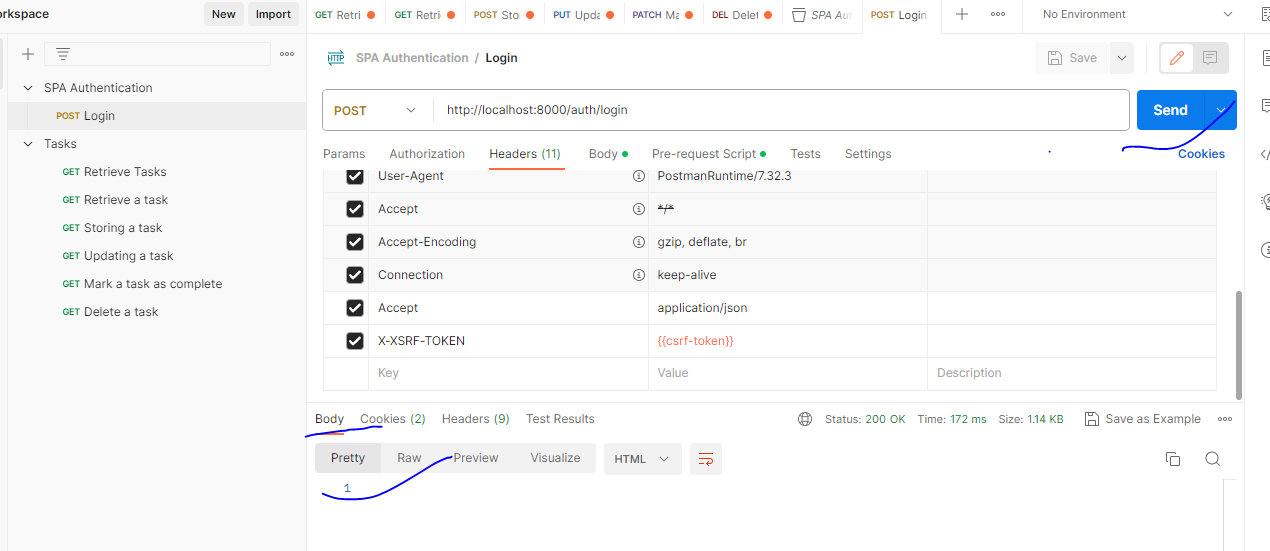 orkspace New Import
GET Retri GET Retri POST Sto PUT Upda PATCH Ma DEL Delet SPA Aut POST Login No Environment
HTTP SPA Authentication / Login Save
SPA Authentication
POST Login
Tasks
GET Retrieve Tasks
GET Retrieve a task
GET Storing a task
GET Updating a task
GET Mark a task as complete
GET Delete a task
POST http://localhost:8000/auth/login Send
Params Authorization Headers (11) Body Pre-request Script Tests Settings Cookies
User-Agent PostmanRuntime/7.32.3
Accept */*
Accept-Encoding gzip, deflate, br
Connection keep-alive
Accept application/json
X-XSRF-TOKEN {{csrf-token}}
Key Value Description
Body Cookies (2) Headers (9) Test Results Status: 200 OK Time: 172 ms Size: 1.14 KB Save as Example
Pretty Raw Preview Visualize HTML
1